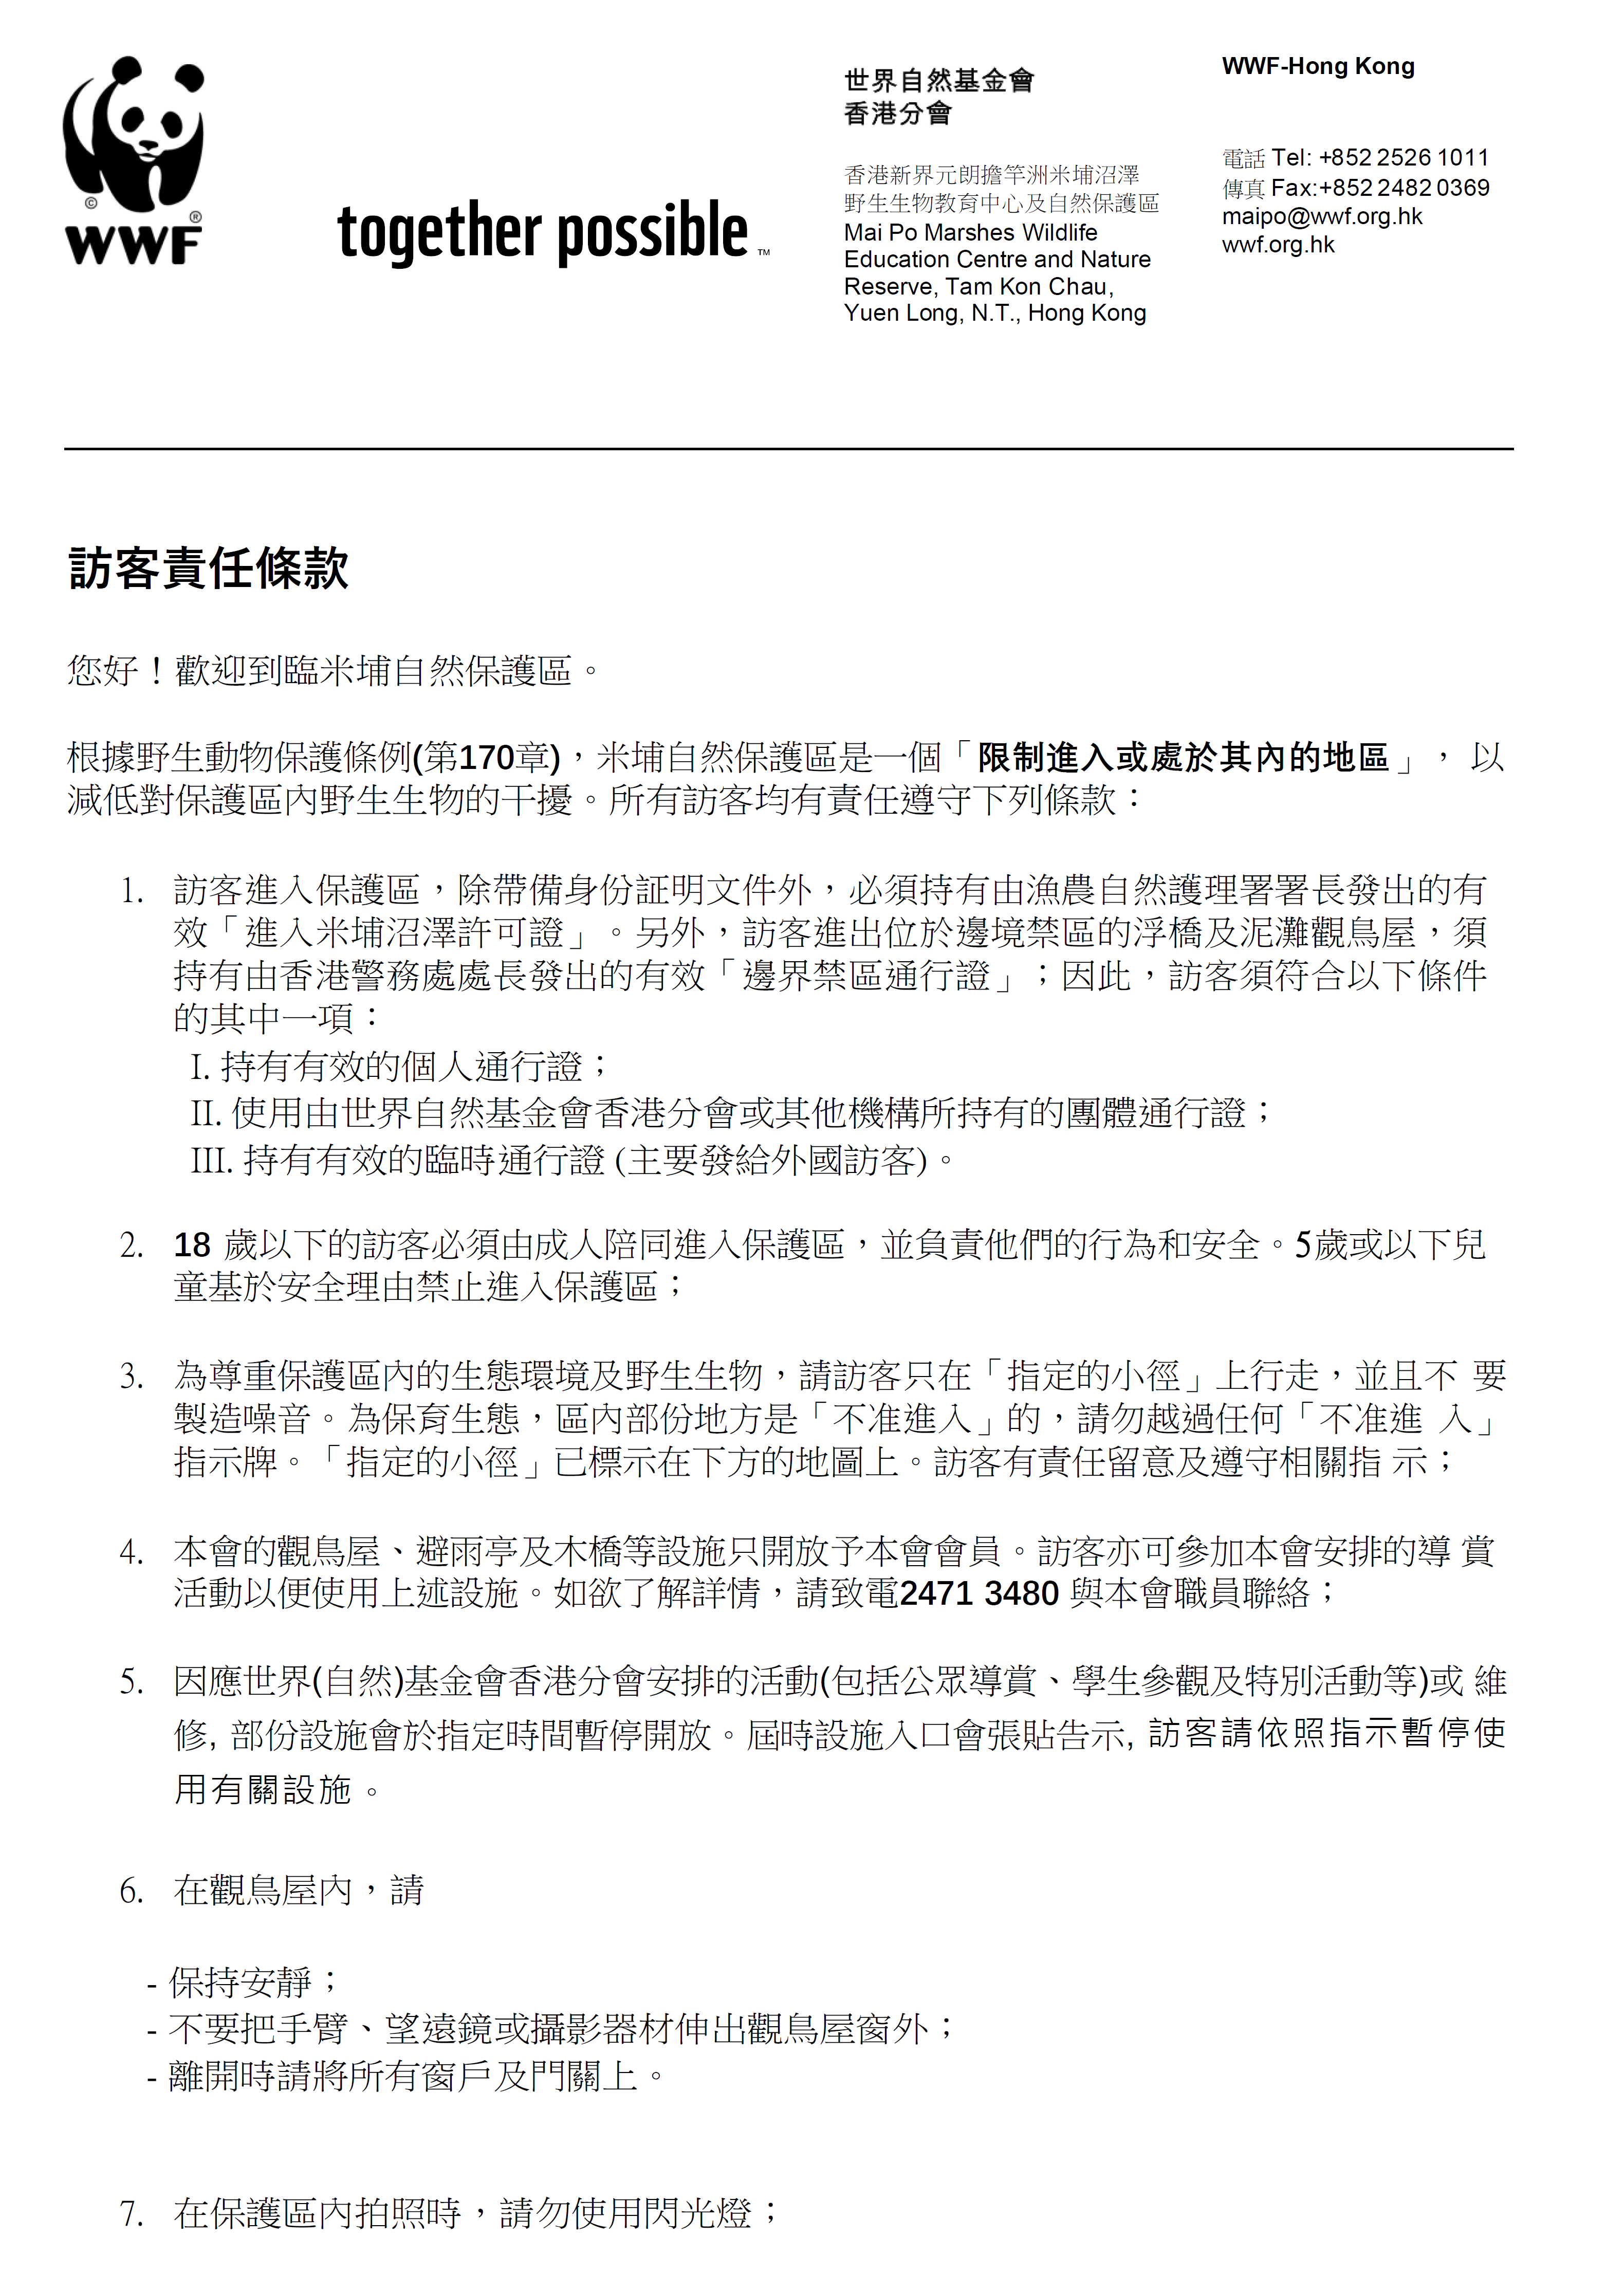 WWF
together possible ™
世界自然基金會
香港分會
香港新界元朗擔竿洲米埔沼澤
野生生物教育中心及自然保護區
Mai Po Marshes Wildlife
Education Centre and Nature
Reserve, Tam Kon Chau,
Yuen Long, N.T., Hong Kong
WWF-Hong Kong
電話 Tel: +852 2526 1011
傳真 Fax:+852 2482 0369
maipo@wwf.org.hk
wwf.org.hk
訪客責任條款
您好！歡迎到臨米埔自然保護區。
根據野生動物保護條例(第170章)，米埔自然保護區是一個「限制進入或處於其內的地區」， 以
減低對保護區內野生生物的干擾。所有訪客均有責任遵守下列條款：
1. 訪客進入保護區，除帶備身份証明文件外，必須持有由漁農自然護理署署長發出的有
效「進入米埔沼澤許可證」。另外，訪客進出位於邊境禁區的浮橋及泥灘觀鳥屋，須
持有由香港警務處處長發出的有效「邊界禁區通行證」；因此，訪客須符合以下條件
的其中一項：
I. 持有有效的個人通行證；
II. 使用由世界自然基金會香港分會或其他機構所持有的團體通行證；
III. 持有有效的臨時通行證 (主要發給外國訪客)。
2. 18 歲以下的訪客必須由成人陪同進入保護區，並負責他們的行為和安全。5歲或以下兒
童基於安全理由禁止進入保護區；
3. 為尊重保護區內的生態環境及野生生物，請訪客只在「指定的小徑」上行走，並且不 要
製造噪音。為保育生態，區內部份地方是「不准進入」的，請勿越過任何「不准進 入」
指示牌。「指定的小徑」已標示在下方的地圖上。訪客有責任留意及遵守相關指 示；
4. 本會的觀鳥屋、避雨亭及木橋等設施只開放予本會會員。訪客亦可參加本會安排的導 賞
活動以便使用上述設施。如欲了解詳情，請致電2471 3480 與本會職員聯絡；
5. 因應世界(自然)基金會香港分會安排的活動(包括公眾導賞、學生參觀及特別活動等)或 維
修, 部份設施會於指定時間暫停開放。屆時設施入口會張貼告示, 訪客請依照指示暫停使
用有關設施。
6. 在觀鳥屋內，請
- 保持安靜；
- 不要把手臂、望遠鏡或攝影器材伸出觀鳥屋窗外；
- 離開時請將所有窗戶及門關上。
7. 在保護區內拍照時，請勿使用閃光燈；